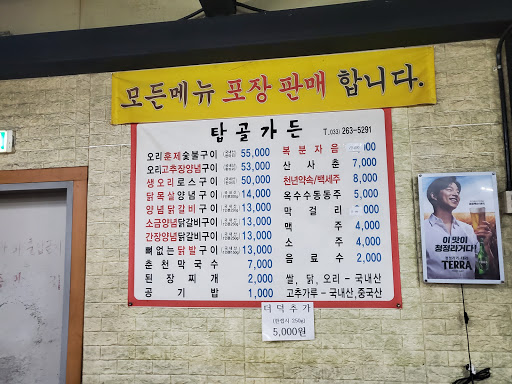 모든메뉴 포장 판매 합니다.
탑골가든 T.(033) 263-5291
오리훈제숯불구이 55,000
오리고추장양념구이 53,000
생오리로스구이 50,000
닭목살양념구이 14,000
양념닭갈비구이 13,000
소금양념닭갈비구이 13,000
간장양념닭갈비구이 13,000
뼈없는닭발구이 13,000
춘천막국수 7,000
된장찌개 2,000
공기밥 1,000
복분자음 000
산사춘 7,000
천년약속/백세주 8,000
옥수수동동주 5,000
막걸리 000
맥주 4,000
소주 4,000
음료수 2,000
쌀, 닭, 오리 - 국내산
고추가루 - 국내산,중국산
더덕추가
5,000원
이 맛이
청정라거다!
TERRA